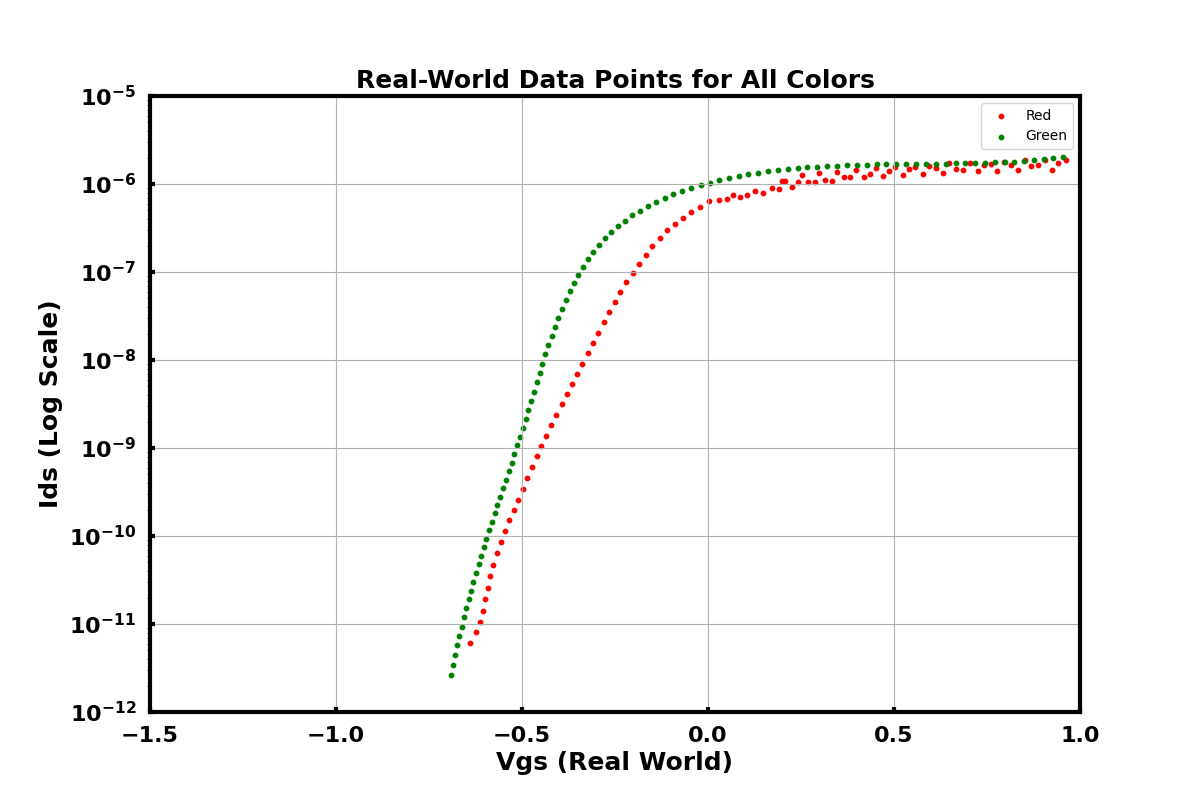 Real-World Data Points for All Colors
Red
Green
Ids (Log Scale)
10⁻⁵
10⁻⁶
10⁻⁷
10⁻⁸
10⁻⁹
10⁻¹⁰
10⁻¹¹
10⁻¹²
−1.5 −1.0 −0.5 0.0 0.5 1.0
Vgs (Real World)